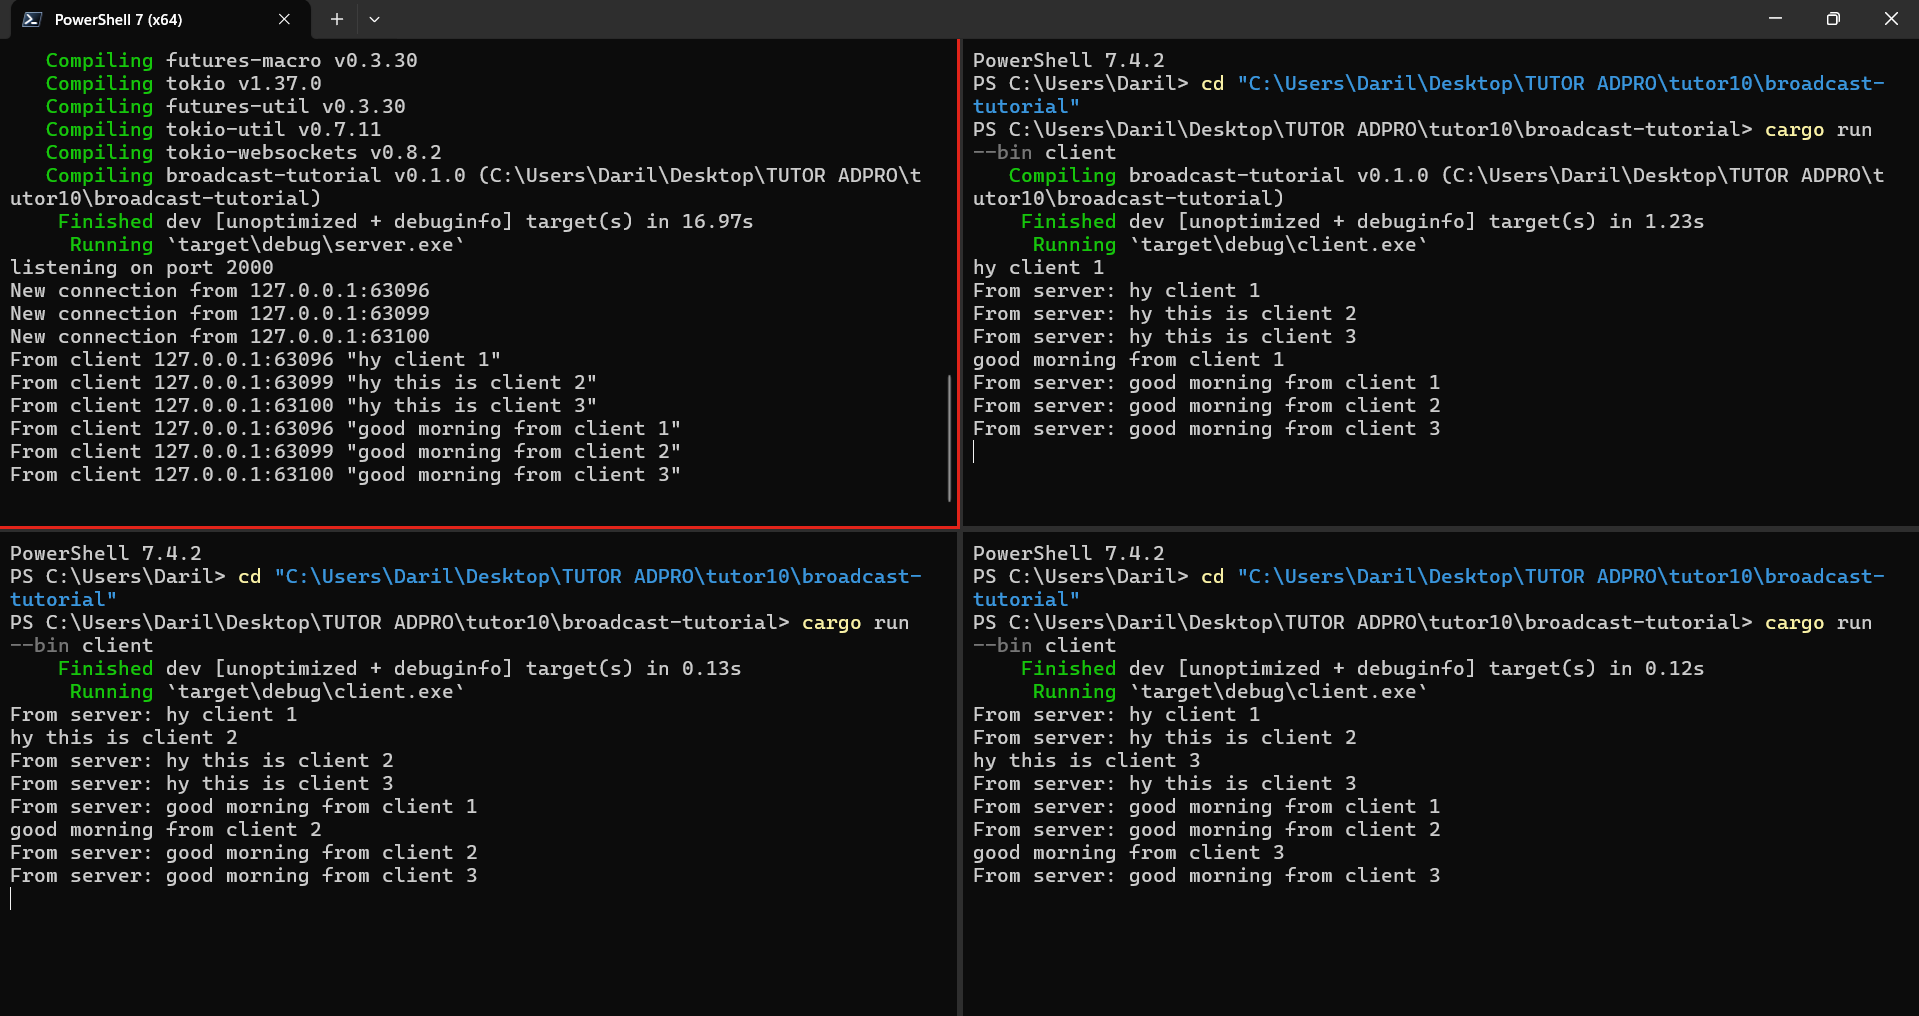 PowerShell 7 (x64)
Compiling futures-macro v0.3.30
Compiling tokio v1.37.0
Compiling futures-util v0.3.30
Compiling tokio-util v0.7.11
Compiling tokio-websockets v0.8.2
Compiling broadcast-tutorial v0.1.0 (C:\Users\Daril\Desktop\TUTOR ADPRO\t
utor10\broadcast-tutorial)
Finished dev [unoptimized + debuginfo] target(s) in 16.97s
Running `target\debug\server.exe`
listening on port 2000
New connection from 127.0.0.1:63096
New connection from 127.0.0.1:63099
New connection from 127.0.0.1:63100
From client 127.0.0.1:63096 "hy client 1"
From client 127.0.0.1:63099 "hy this is client 2"
From client 127.0.0.1:63100 "hy this is client 3"
From client 127.0.0.1:63096 "good morning from client 1"
From client 127.0.0.1:63099 "good morning from client 2"
From client 127.0.0.1:63100 "good morning from client 3"
PowerShell 7.4.2
PS C:\Users\Daril> cd "C:\Users\Daril\Desktop\TUTOR ADPRO\tutor10\broadcast-
tutorial"
PS C:\Users\Daril\Desktop\TUTOR ADPRO\tutor10\broadcast-tutorial> cargo run
--bin client
Compiling broadcast-tutorial v0.1.0 (C:\Users\Daril\Desktop\TUTOR ADPRO\t
utor10\broadcast-tutorial)
Finished dev [unoptimized + debuginfo] target(s) in 1.23s
Running `target\debug\client.exe`
hy client 1
From server: hy client 1
From server: hy this is client 2
From server: hy this is client 3
good morning from client 1
From server: good morning from client 1
From server: good morning from client 2
From server: good morning from client 3
PowerShell 7.4.2
PS C:\Users\Daril> cd "C:\Users\Daril\Desktop\TUTOR ADPRO\tutor10\broadcast-
tutorial"
PS C:\Users\Daril\Desktop\TUTOR ADPRO\tutor10\broadcast-tutorial> cargo run
--bin client
Finished dev [unoptimized + debuginfo] target(s) in 0.13s
Running `target\debug\client.exe`
From server: hy client 1
hy this is client 2
From server: hy this is client 2
From server: hy this is client 3
From server: good morning from client 1
good morning from client 2
From server: good morning from client 2
From server: good morning from client 3
PowerShell 7.4.2
PS C:\Users\Daril> cd "C:\Users\Daril\Desktop\TUTOR ADPRO\tutor10\broadcast-
tutorial"
PS C:\Users\Daril\Desktop\TUTOR ADPRO\tutor10\broadcast-tutorial> cargo run
--bin client
Finished dev [unoptimized + debuginfo] target(s) in 0.12s
Running `target\debug\client.exe`
From server: hy client 1
From server: hy this is client 2
hy this is client 3
From server: hy this is client 3
From server: good morning from client 1
From server: good morning from client 2
good morning from client 3
From server: good morning from client 3